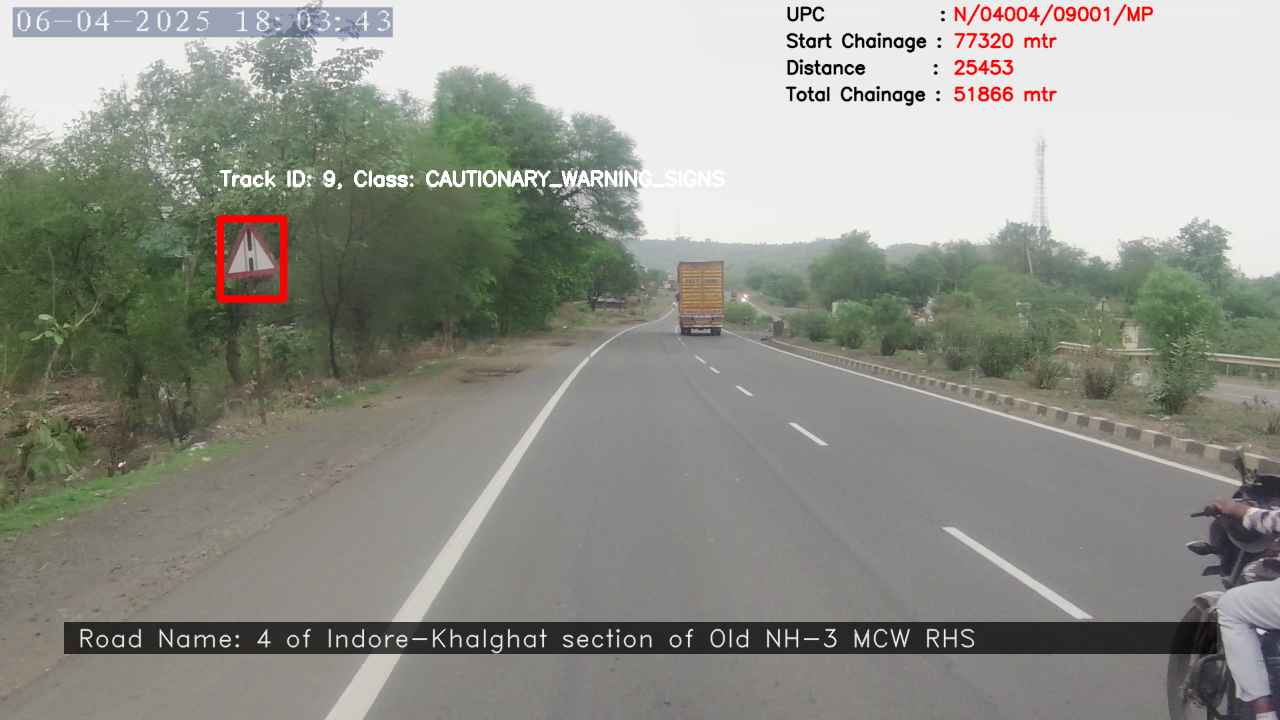 06-04-2025 18:03:43
UPC : N/04004/09001/MP
Start Chainage : 77320 mtr
Distance : 25453
Total Chainage : 51866 mtr
Track ID: 9, Class: CAUTIONARY_WARNING_SIGNS
Road Name: 4 of Indore-Khalghat section of Old NH-3 MCW RHS